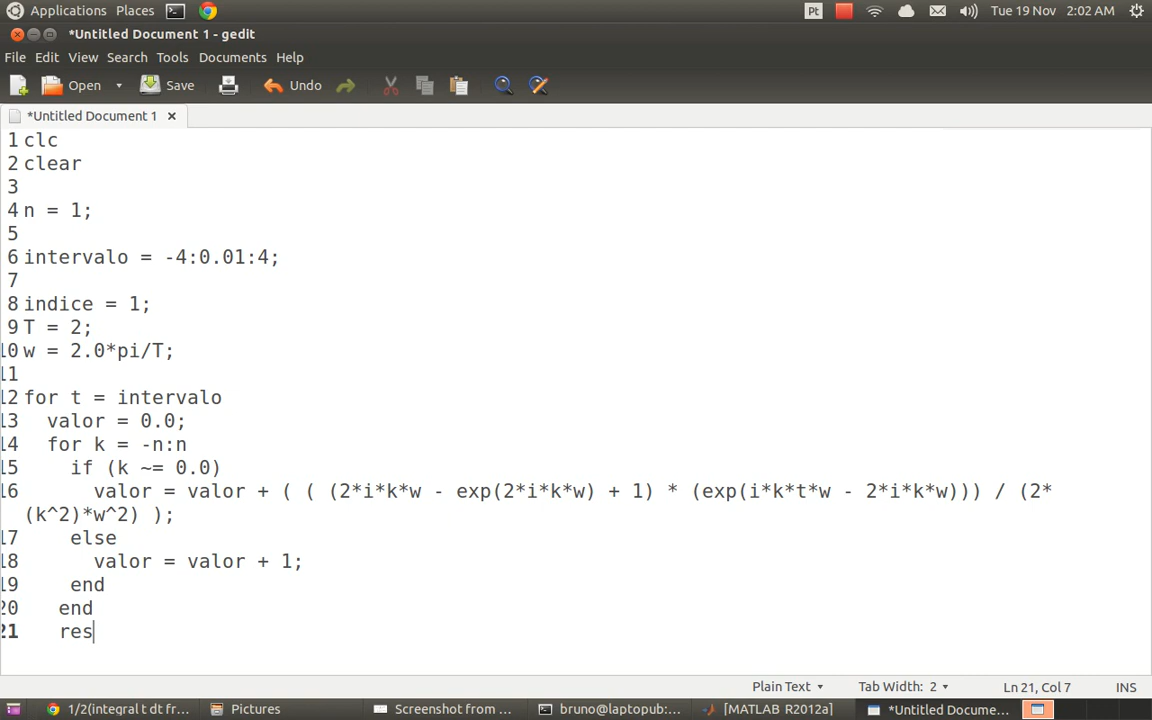 Applications Places Pt Tue 19 Nov 2:02 AM
*Untitled Document 1 - gedit
File Edit View Search Tools Documents Help
Open Save Undo
*Untitled Document 1
1 clc
2 clear
3
4 n = 1;
5
6 intervalo = -4:0.01:4;
7
8 indice = 1;
9 T = 2;
10 w = 2.0*pi/T;
11
12 for t = intervalo
13   valor = 0.0;
14   for k = -n:n
15     if (k ~= 0.0)
16       valor = valor + ( ( (2*i*k*w - exp(2*i*k*w) + 1) * (exp(i*k*t*w - 2*i*k*w))) / (2*
(k^2)*w^2) );
17     else
18       valor = valor + 1;
19     end
20    end
21    res
Plain Text Tab Width: 2 Ln 21, Col 7 INS
1/2(integral t dt fr... Pictures Screenshot from ... bruno@laptopub:... [MATLAB R2012a] *Untitled Docume...